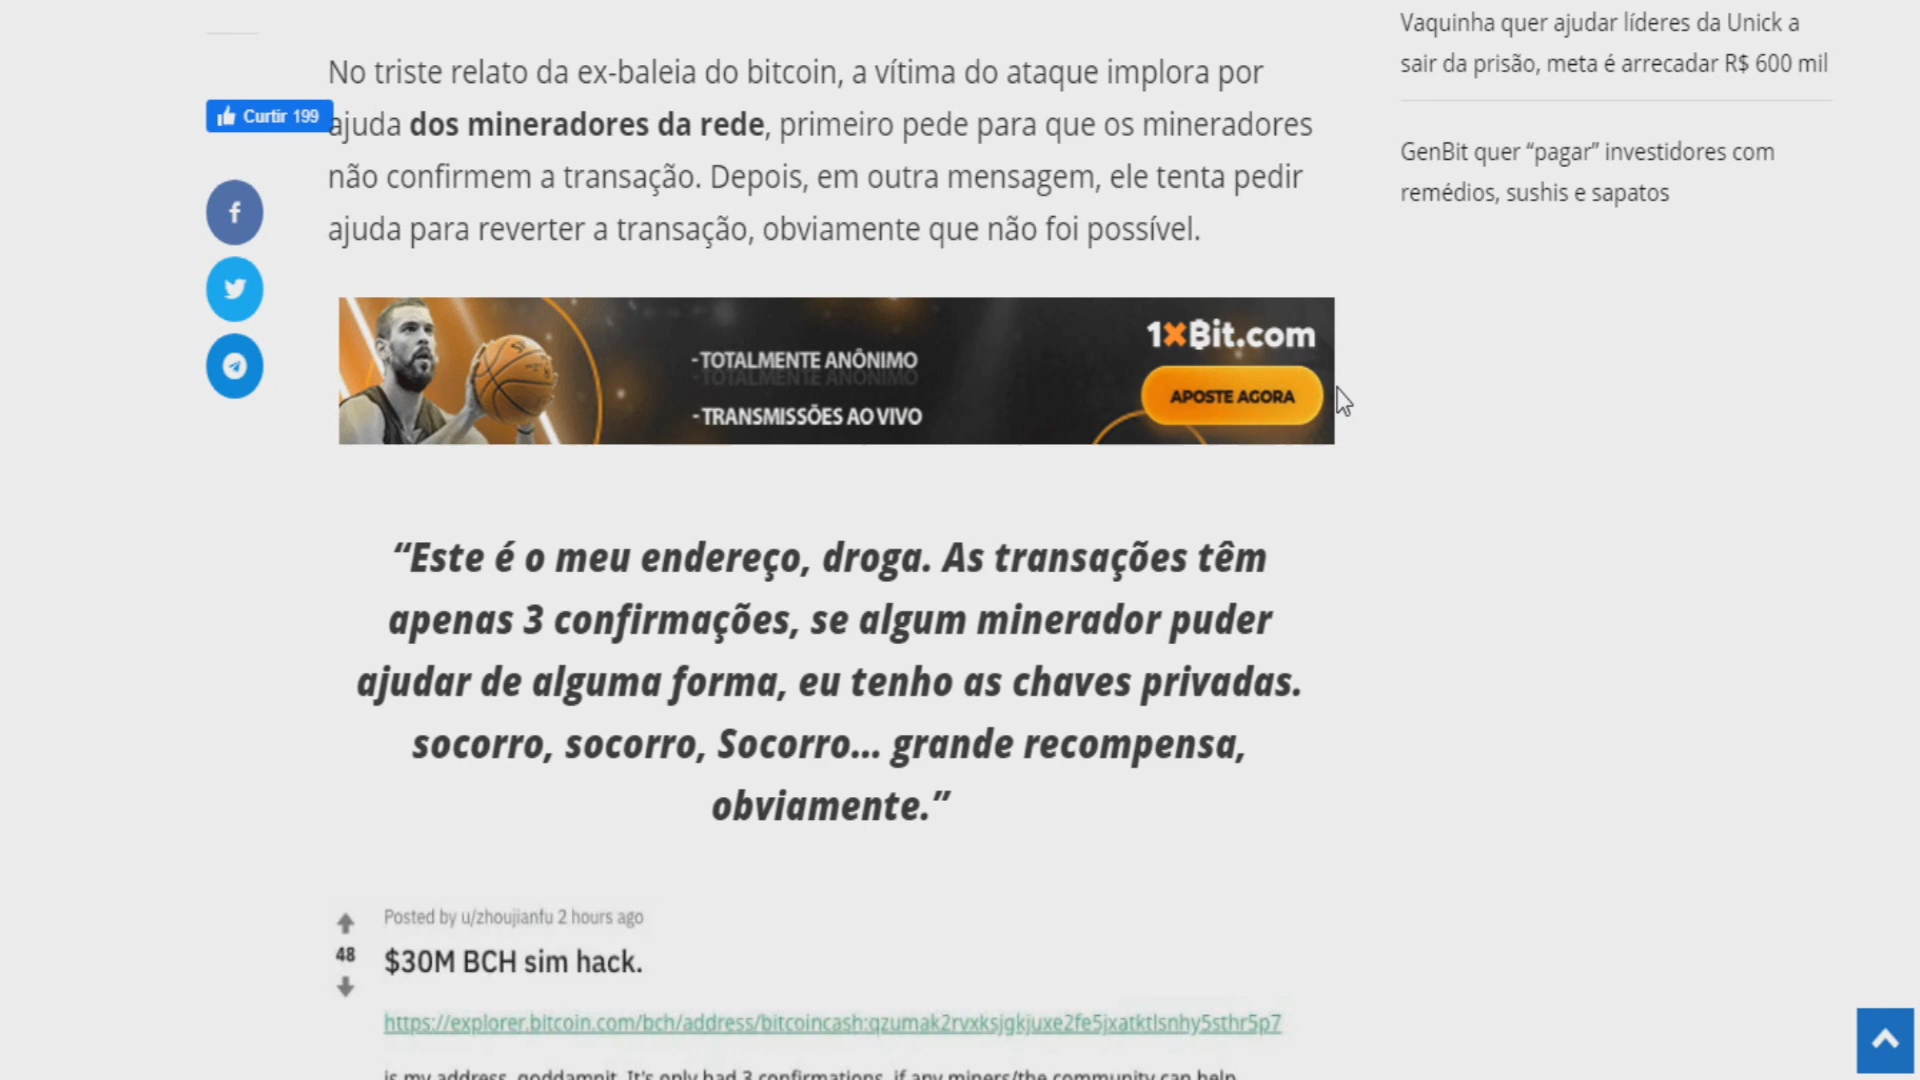 No triste relato da ex-baleia do bitcoin, a vítima do ataque implora por
ajuda dos mineradores da rede, primeiro pede para que os mineradores
não confirmem a transação. Depois, em outra mensagem, ele tenta pedir
ajuda para reverter a transação, obviamente que não foi possível.
Curtir 199
-TOTALMENTE ANÔNIMO
-TRANSMISSÕES AO VIVO
1xBit.com
APOSTE AGORA
“Este é o meu endereço, droga. As transações têm
apenas 3 confirmações, se algum minerador puder
ajudar de alguma forma, eu tenho as chaves privadas.
socorro, socorro, Socorro... grande recompensa,
obviamente.”
Posted by u/zhoujianfu 2 hours ago
48
$30M BCH sim hack.
https://explorer.bitcoin.com/bch/address/bitcoincash:qzumak2rvxksjgkjuxe2fe5jxatktlsnhy5sthr5p7
is my address, goddamnit. It's only had 3 confirmations, if any miners/the community can help
Vaquinha quer ajudar líderes da Unick a
sair da prisão, meta é arrecadar R$ 600 mil
GenBit quer “pagar” investidores com
remédios, sushis e sapatos